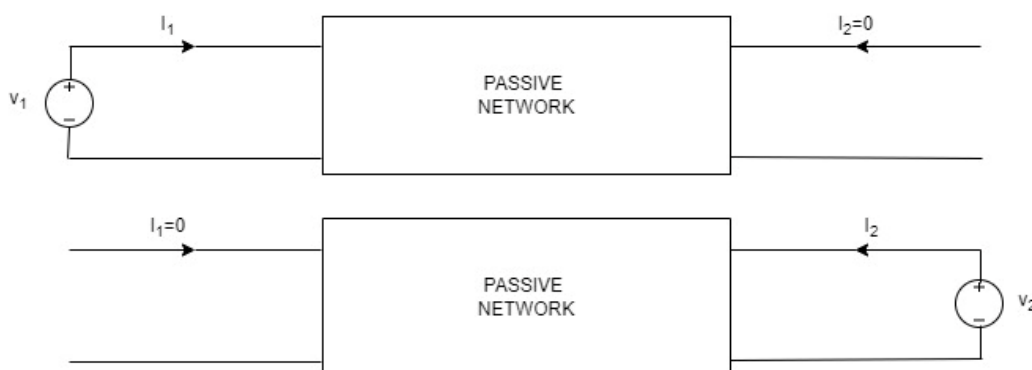 I₁
I₂=0
v₁
+
−
PASSIVE
NETWORK
I₁=0
I₂
PASSIVE
NETWORK
+
−
v₂